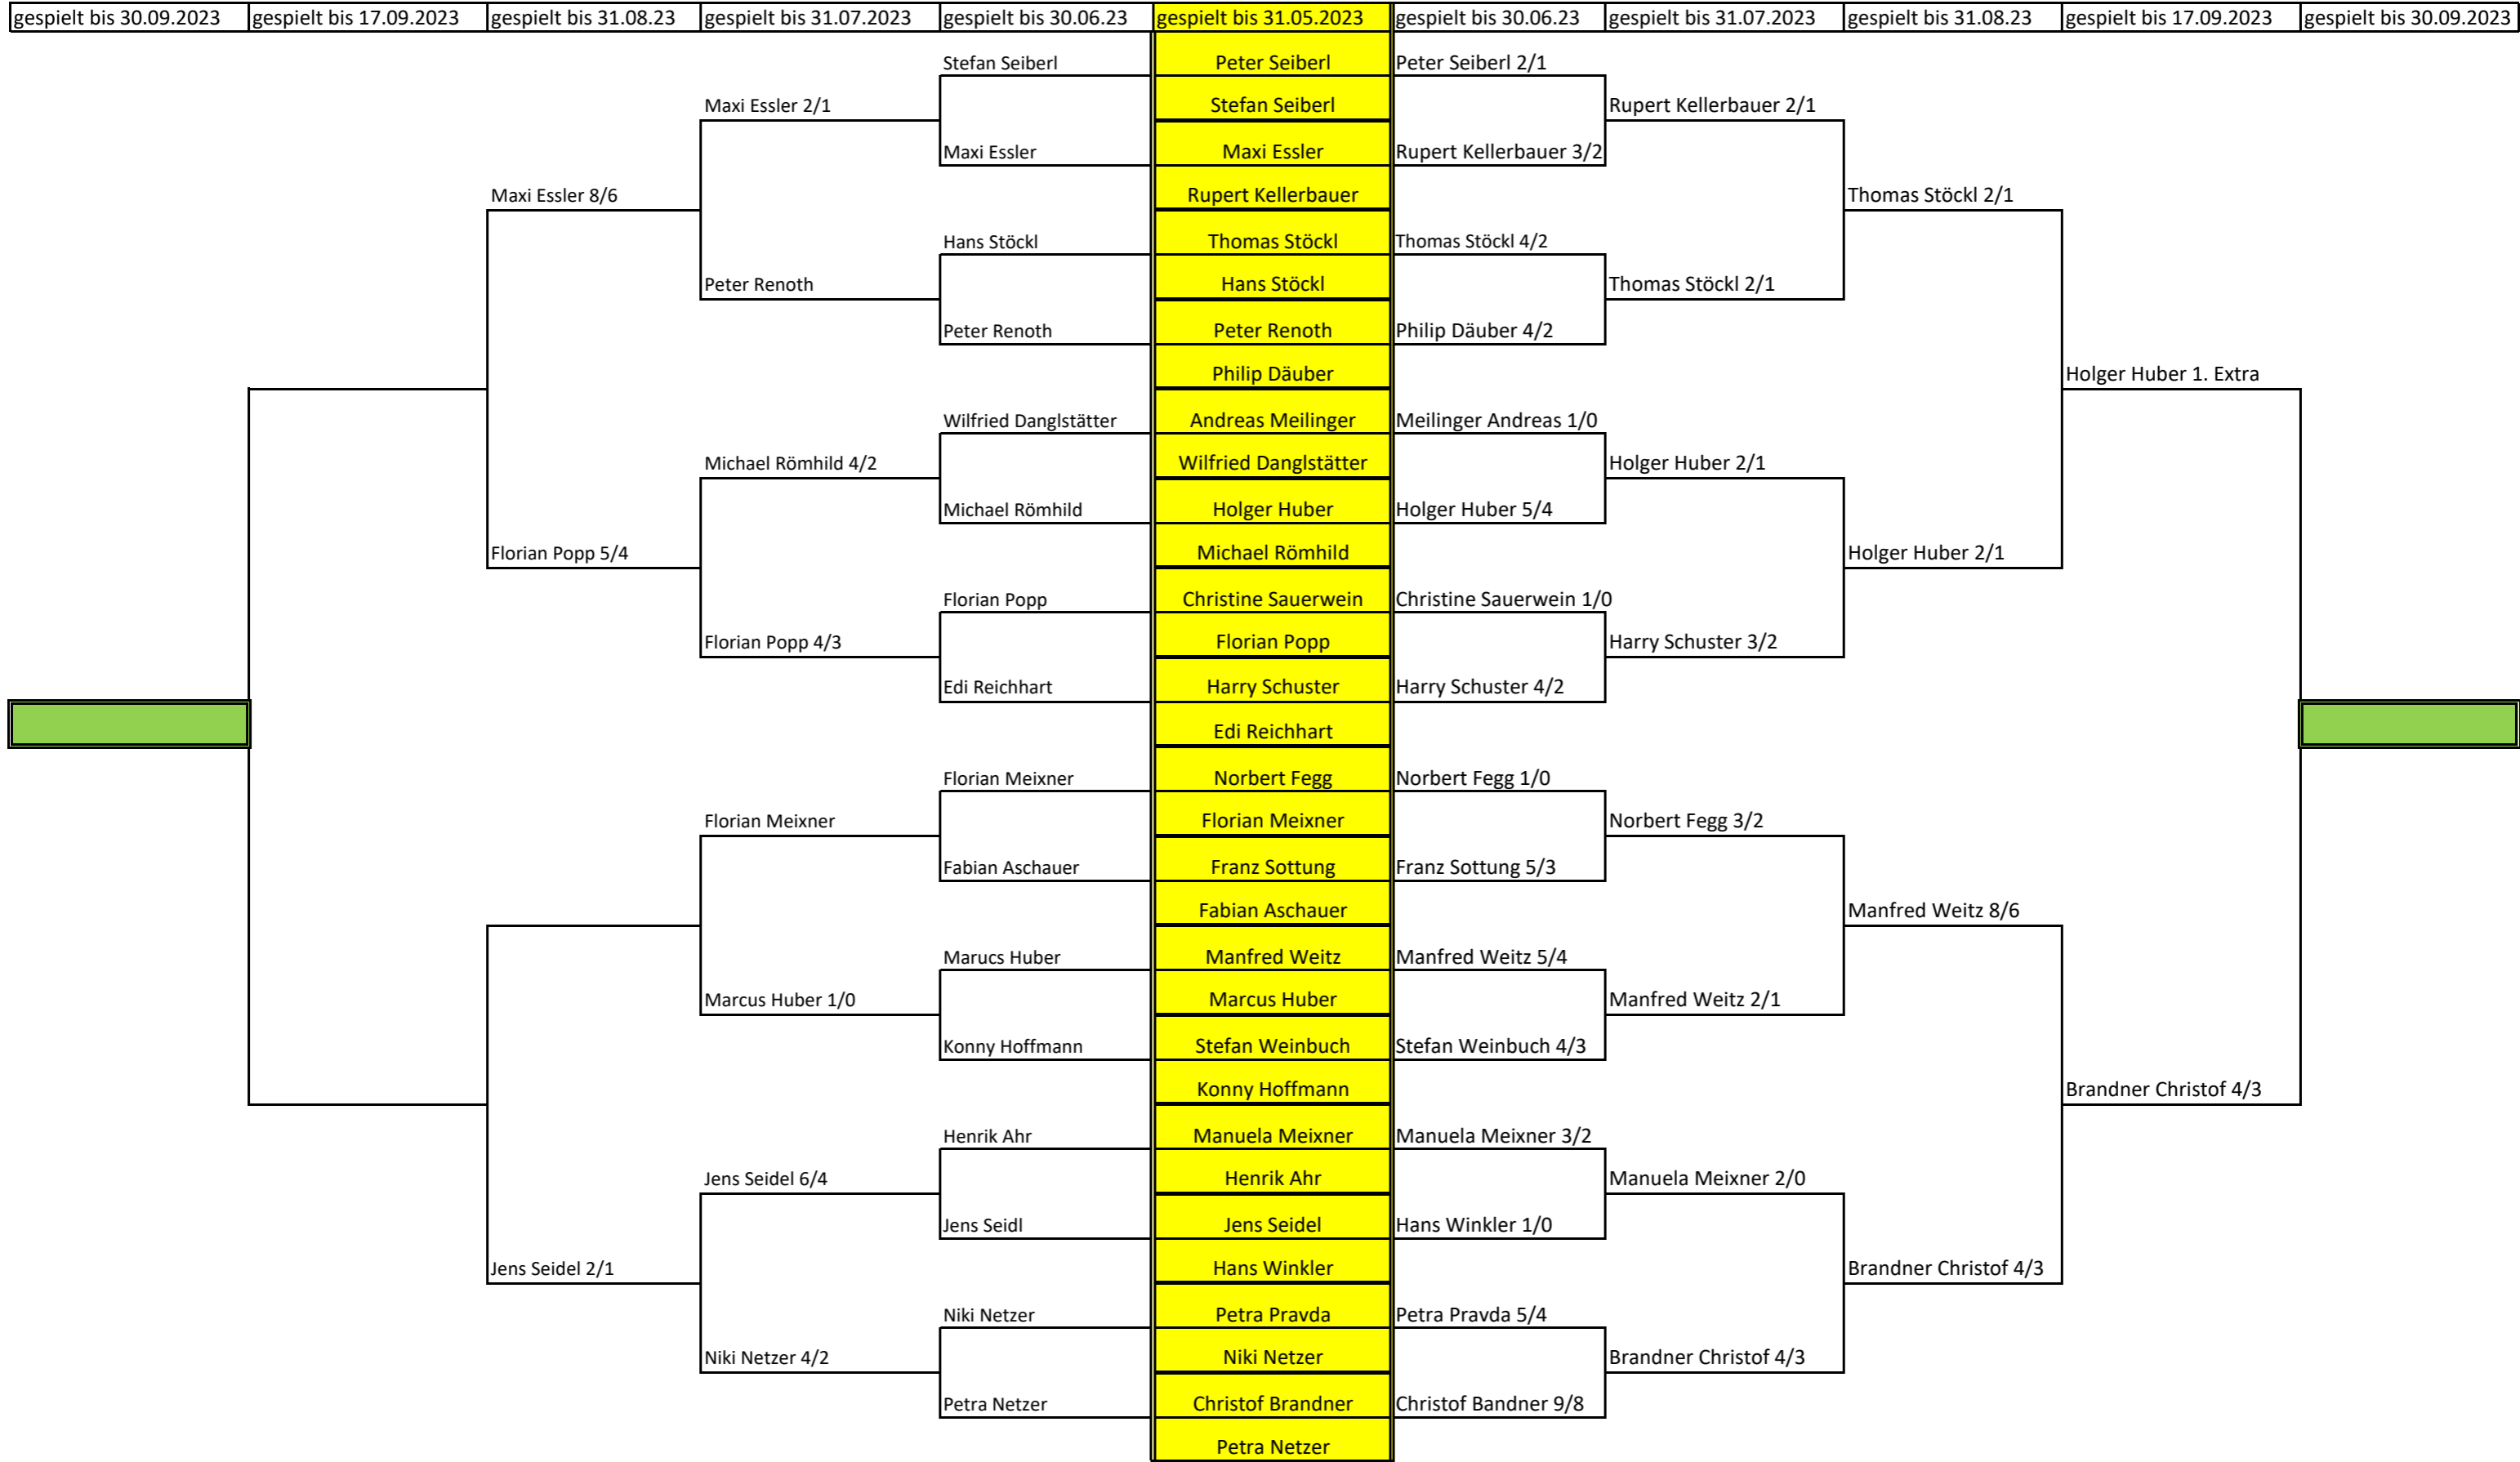 gespielt bis 30.09.2023 gespielt bis 17.09.2023 gespielt bis 31.08.23 gespielt bis 31.07.2023 gespielt bis 30.06.23 gespielt bis 31.05.2023 gespielt bis 30.06.23 gespielt bis 31.07.2023 gespielt bis 31.08.23 gespielt bis 17.09.2023 gespielt bis 30.09.2023
Stefan Seiberl Peter Seiberl Peter Seiberl 2/1
Maxi Essler 2/1 Stefan Seiberl Rupert Kellerbauer 2/1
Maxi Essler Maxi Essler Rupert Kellerbauer 3/2
Maxi Essler 8/6 Rupert Kellerbauer Thomas Stöckl 2/1
Hans Stöckl Thomas Stöckl Thomas Stöckl 4/2
Peter Renoth Hans Stöckl Thomas Stöckl 2/1
Peter Renoth Peter Renoth Philip Däuber 4/2
Philip Däuber Holger Huber 1. Extra
Wilfried Danglstätter Andreas Meilinger Meilinger Andreas 1/0
Michael Römhild 4/2 Wilfried Danglstätter Holger Huber 2/1
Michael Römhild Holger Huber Holger Huber 5/4
Florian Popp 5/4 Michael Römhild Holger Huber 2/1
Florian Popp Christine Sauerwein Christine Sauerwein 1/0
Florian Popp 4/3 Florian Popp Harry Schuster 3/2
Edi Reichhart Harry Schuster Harry Schuster 4/2
Edi Reichhart
Florian Meixner Norbert Fegg Norbert Fegg 1/0
Florian Meixner Florian Meixner Norbert Fegg 3/2
Fabian Aschauer Franz Sottung Franz Sottung 5/3
Fabian Aschauer Manfred Weitz 8/6
Marucs Huber Manfred Weitz Manfred Weitz 5/4
Marcus Huber 1/0 Marcus Huber Manfred Weitz 2/1
Konny Hoffmann Stefan Weinbuch Stefan Weinbuch 4/3
Konny Hoffmann Brandner Christof 4/3
Henrik Ahr Manuela Meixner Manuela Meixner 3/2
Jens Seidel 6/4 Henrik Ahr Manuela Meixner 2/0
Jens Seidl Jens Seidel Hans Winkler 1/0
Jens Seidel 2/1 Hans Winkler Brandner Christof 4/3
Niki Netzer Petra Pravda Petra Pravda 5/4
Niki Netzer 4/2 Niki Netzer Brandner Christof 4/3
Petra Netzer Christof Brandner Christof Bandner 9/8
Petra Netzer